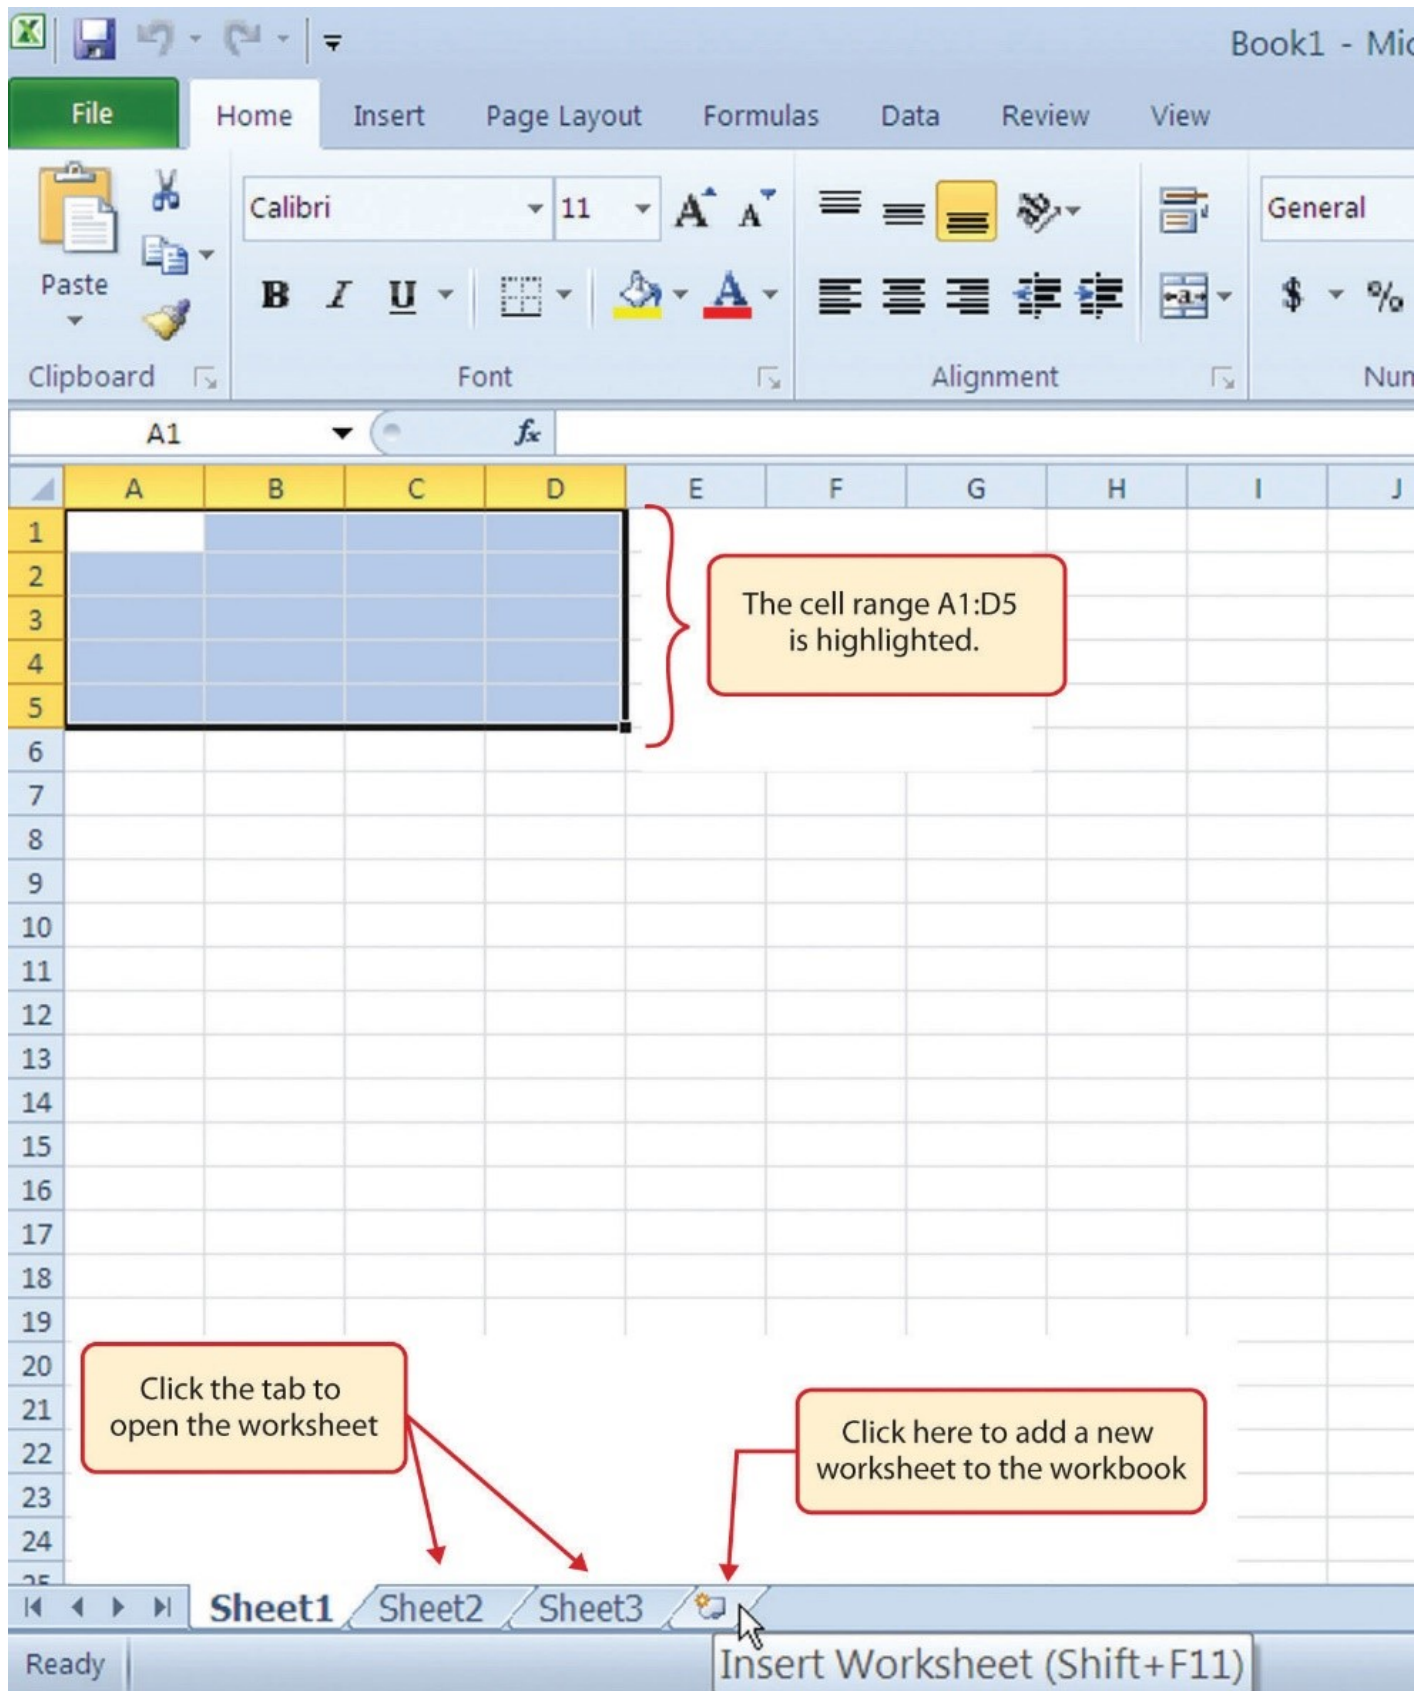 Book1 - Mic
File Home Insert Page Layout Formulas Data Review View
Calibri 11 A A General
Paste B I U A a $ %
Clipboard Font Alignment Num
A1 fx
A B C D E F G H I J
1
2
3
4
5
The cell range A1:D5
is highlighted.
6
7
8
9
10
11
12
13
14
15
16
17
18
19
20
21
22
23
24
25
Click the tab to
open the worksheet
Click here to add a new
worksheet to the workbook
Sheet1 Sheet2 Sheet3
Ready Insert Worksheet (Shift+F11)